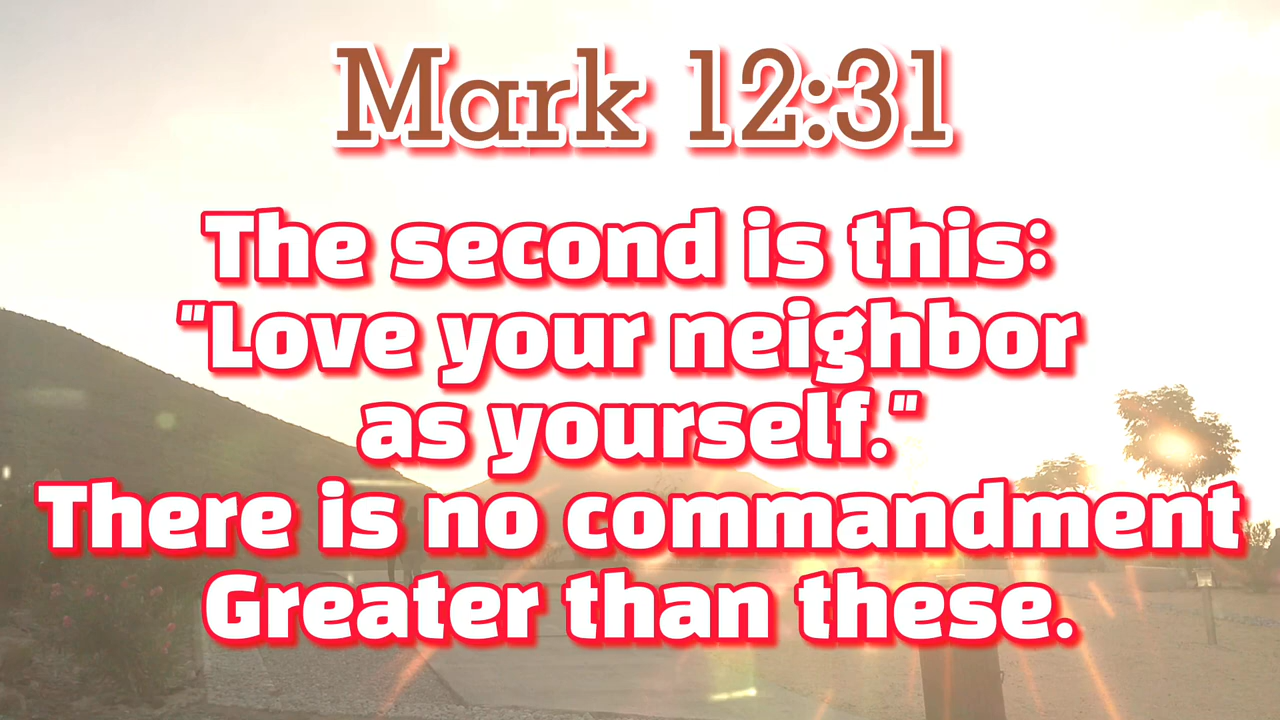 Mark 12:31
The second is this:
"Love your neighbor
as yourself."
There is no commandment
Greater than these.